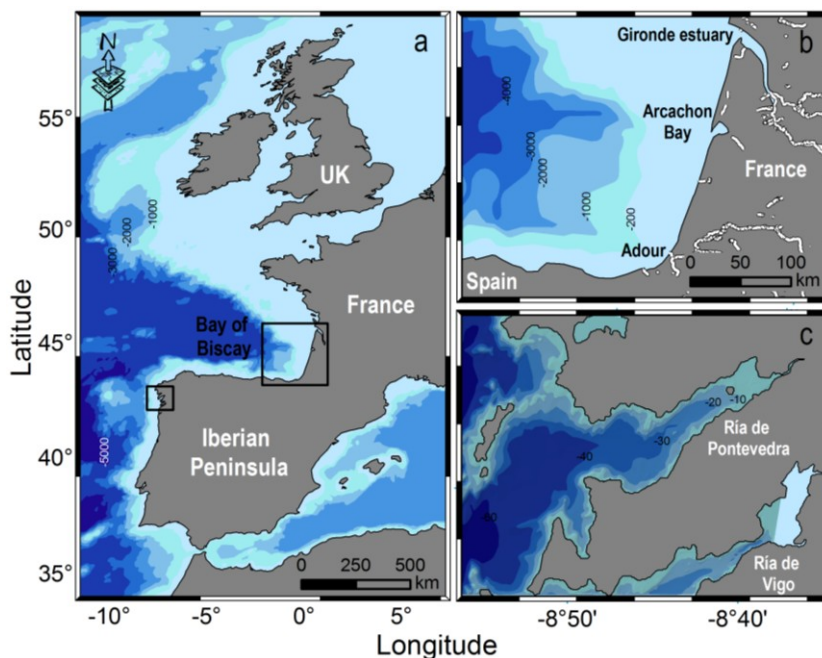 N
a
55°
50°
45°
40°
35°
Latitude
UK
-1000
-2000
-3000
France
Bay of
Biscay
Iberian
Peninsula
-5000
0 250 500
km
-10° -5° 0° 5°
Longitude
b
Gironde estuary
Arcachon
Bay
-4000
-3000
-2000
-1000
-200
France
Adour
Spain
0 50 100
km
c
-10
-20
-30
-40
Ría de
Pontevedra
Ría de
Vigo
-8°50' -8°40'